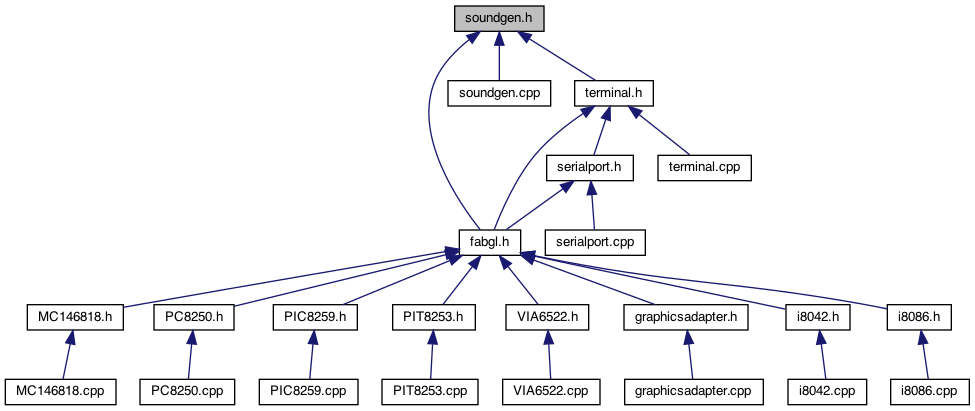 soundgen.h
soundgen.cpp
terminal.h
serialport.h
terminal.cpp
fabgl.h
serialport.cpp
MC146818.h
PC8250.h
PIC8259.h
PIT8253.h
VIA6522.h
graphicsadapter.h
i8042.h
i8086.h
MC146818.cpp
PC8250.cpp
PIC8259.cpp
PIT8253.cpp
VIA6522.cpp
graphicsadapter.cpp
i8042.cpp
i8086.cpp